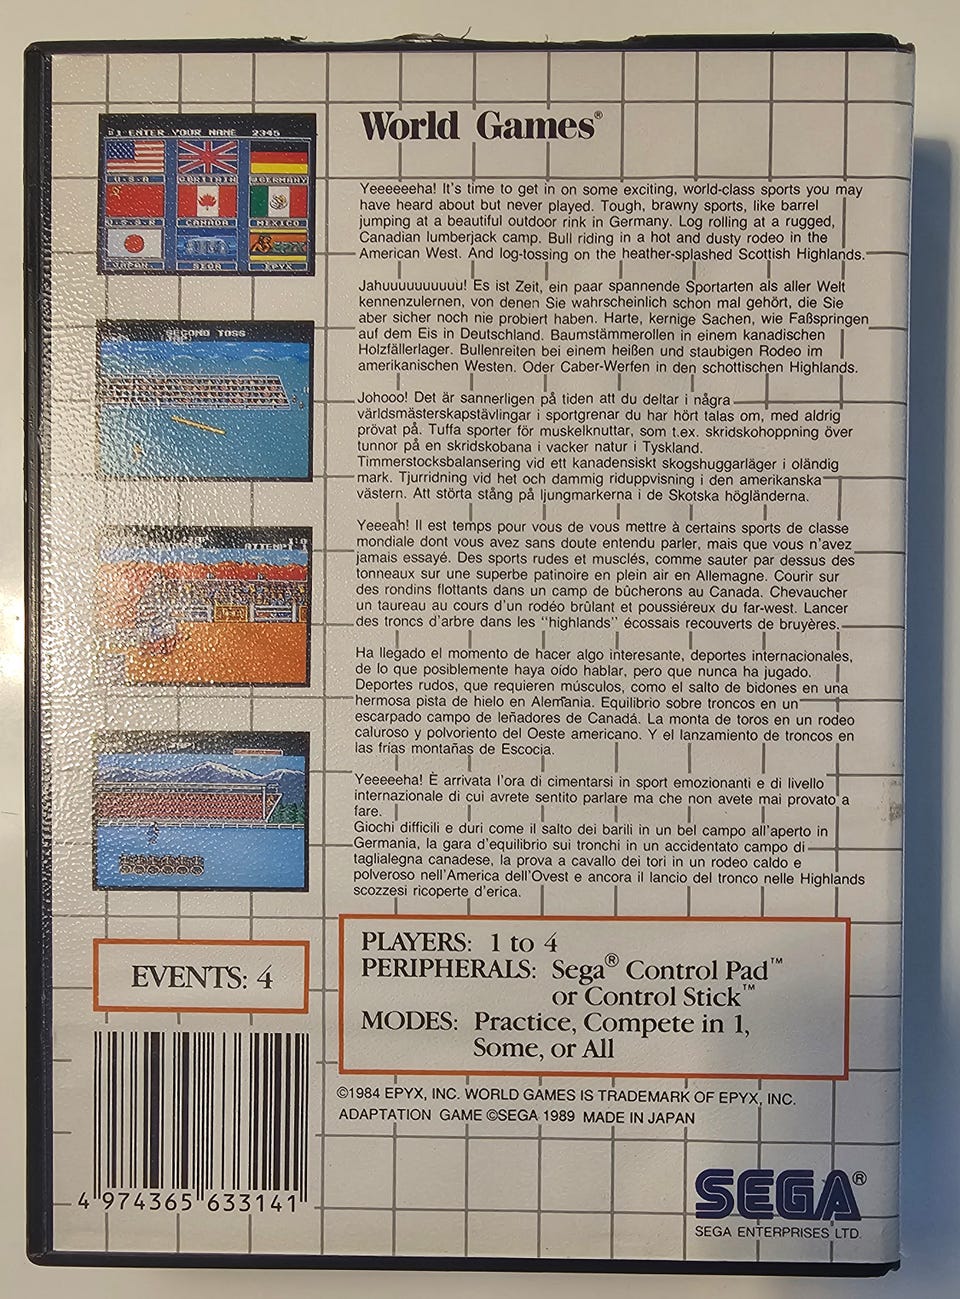 #1 ENTER YOUR NAME 2345
U.S.A
BRITAIN
GERMANY
U.S.S.R
CANADA
MEXICO
JAPAN
SEGA
EPYX
SECOND TOSS
World Games®
Yeeeeeeha! It's time to get in on some exciting, world-class sports you may
have heard about but never played. Tough, brawny sports, like barrel
jumping at a beautiful outdoor rink in Germany. Log rolling at a rugged,
Canadian lumberjack camp. Bull riding in a hot and dusty rodeo in the
American West. And log-tossing on the heather-splashed Scottish Highlands.
Jahuuuuuuuuuu! Es ist Zeit, ein paar spannende Sportarten als aller Welt
kennenzulernen, von denen Sie wahrscheinlich schon mal gehört, die Sie
aber sicher noch nie probiert haben. Harte, kernige Sachen, wie Faßspringen
auf dem Eis in Deutschland. Baumstämmerollen in einem kanadischen
Holzfällerlager. Bullenreiten bei einem heißen und staubigen Rodeo im
amerikanischen Westen. Oder Caber-Werfen in den schottischen Highlands.
Johooo! Det är sannerligen på tiden att du deltar i några
världsmästerskapstävlingar i sportgrenar du har hört talas om, med aldrig
prövat på. Tuffa sporter för muskelknuttar, som t.ex. skridskohoppning över
tunnor på en skridskobana i vacker natur i Tyskland.
Timmerstocksbalansering vid ett kanadensiskt skogshuggarläger i oländig
mark. Tjurridning vid het och dammig riduppvisning i den amerikanska
västern. Att störta stång på ljungmarkerna i de Skotska högländerna.
Yeeeah! Il est temps pour vous de vous mettre à certains sports de classe
mondiale dont vous avez sans doute entendu parler, mais que vous n'avez
jamais essayé. Des sports rudes et musclés, comme sauter par dessus des
tonneaux sur une superbe patinoire en plein air en Allemagne. Courir sur
des rondins flottants dans un camp de bûcherons au Canada. Chevaucher
un taureau au cours d'un rodéo brûlant et poussiéreux du far-west. Lancer
des troncs d'arbre dans les "highlands" écossais recouverts de bruyères.
Ha llegado el momento de hacer algo interesante, deportes internacionales,
de lo que posiblemente haya oído hablar, pero que nunca ha jugado.
Deportes rudos, que requieren músculos, como el salto de bidones en una
hermosa pista de hielo en Alemania. Equilibrio sobre troncos en un
escarpado campo de leñadores de Canadá. La monta de toros en un rodeo
caluroso y polvoriento del Oeste americano. Y el lanzamiento de troncos en
las frías montañas de Escocia.
Yeeeeeha! È arrivata l'ora di cimentarsi in sport emozionanti e di livello
internazionale di cui avrete sentito parlare ma che non avete mai provato a
fare.
Giochi difficili e duri come il salto dei barili in un bel campo all'aperto in
Germania, la gara d'equilibrio sui tronchi in un accidentato campo di
taglialegna canadese, la prova a cavallo dei tori in un rodeo caldo e
polveroso nell'America dell'Ovest e ancora il lancio del tronco nelle Highlands
scozzesi ricoperte d'erica.
EVENTS: 4
PLAYERS: 1 to 4
PERIPHERALS: Sega® Control Pad™
or Control Stick™
MODES: Practice, Compete in 1,
Some, or All
©1984 EPYX, INC. WORLD GAMES IS TRADEMARK OF EPYX, INC.
ADAPTATION GAME ©SEGA 1989 MADE IN JAPAN
4 974365 633141
SEGA®
SEGA ENTERPRISES LTD.